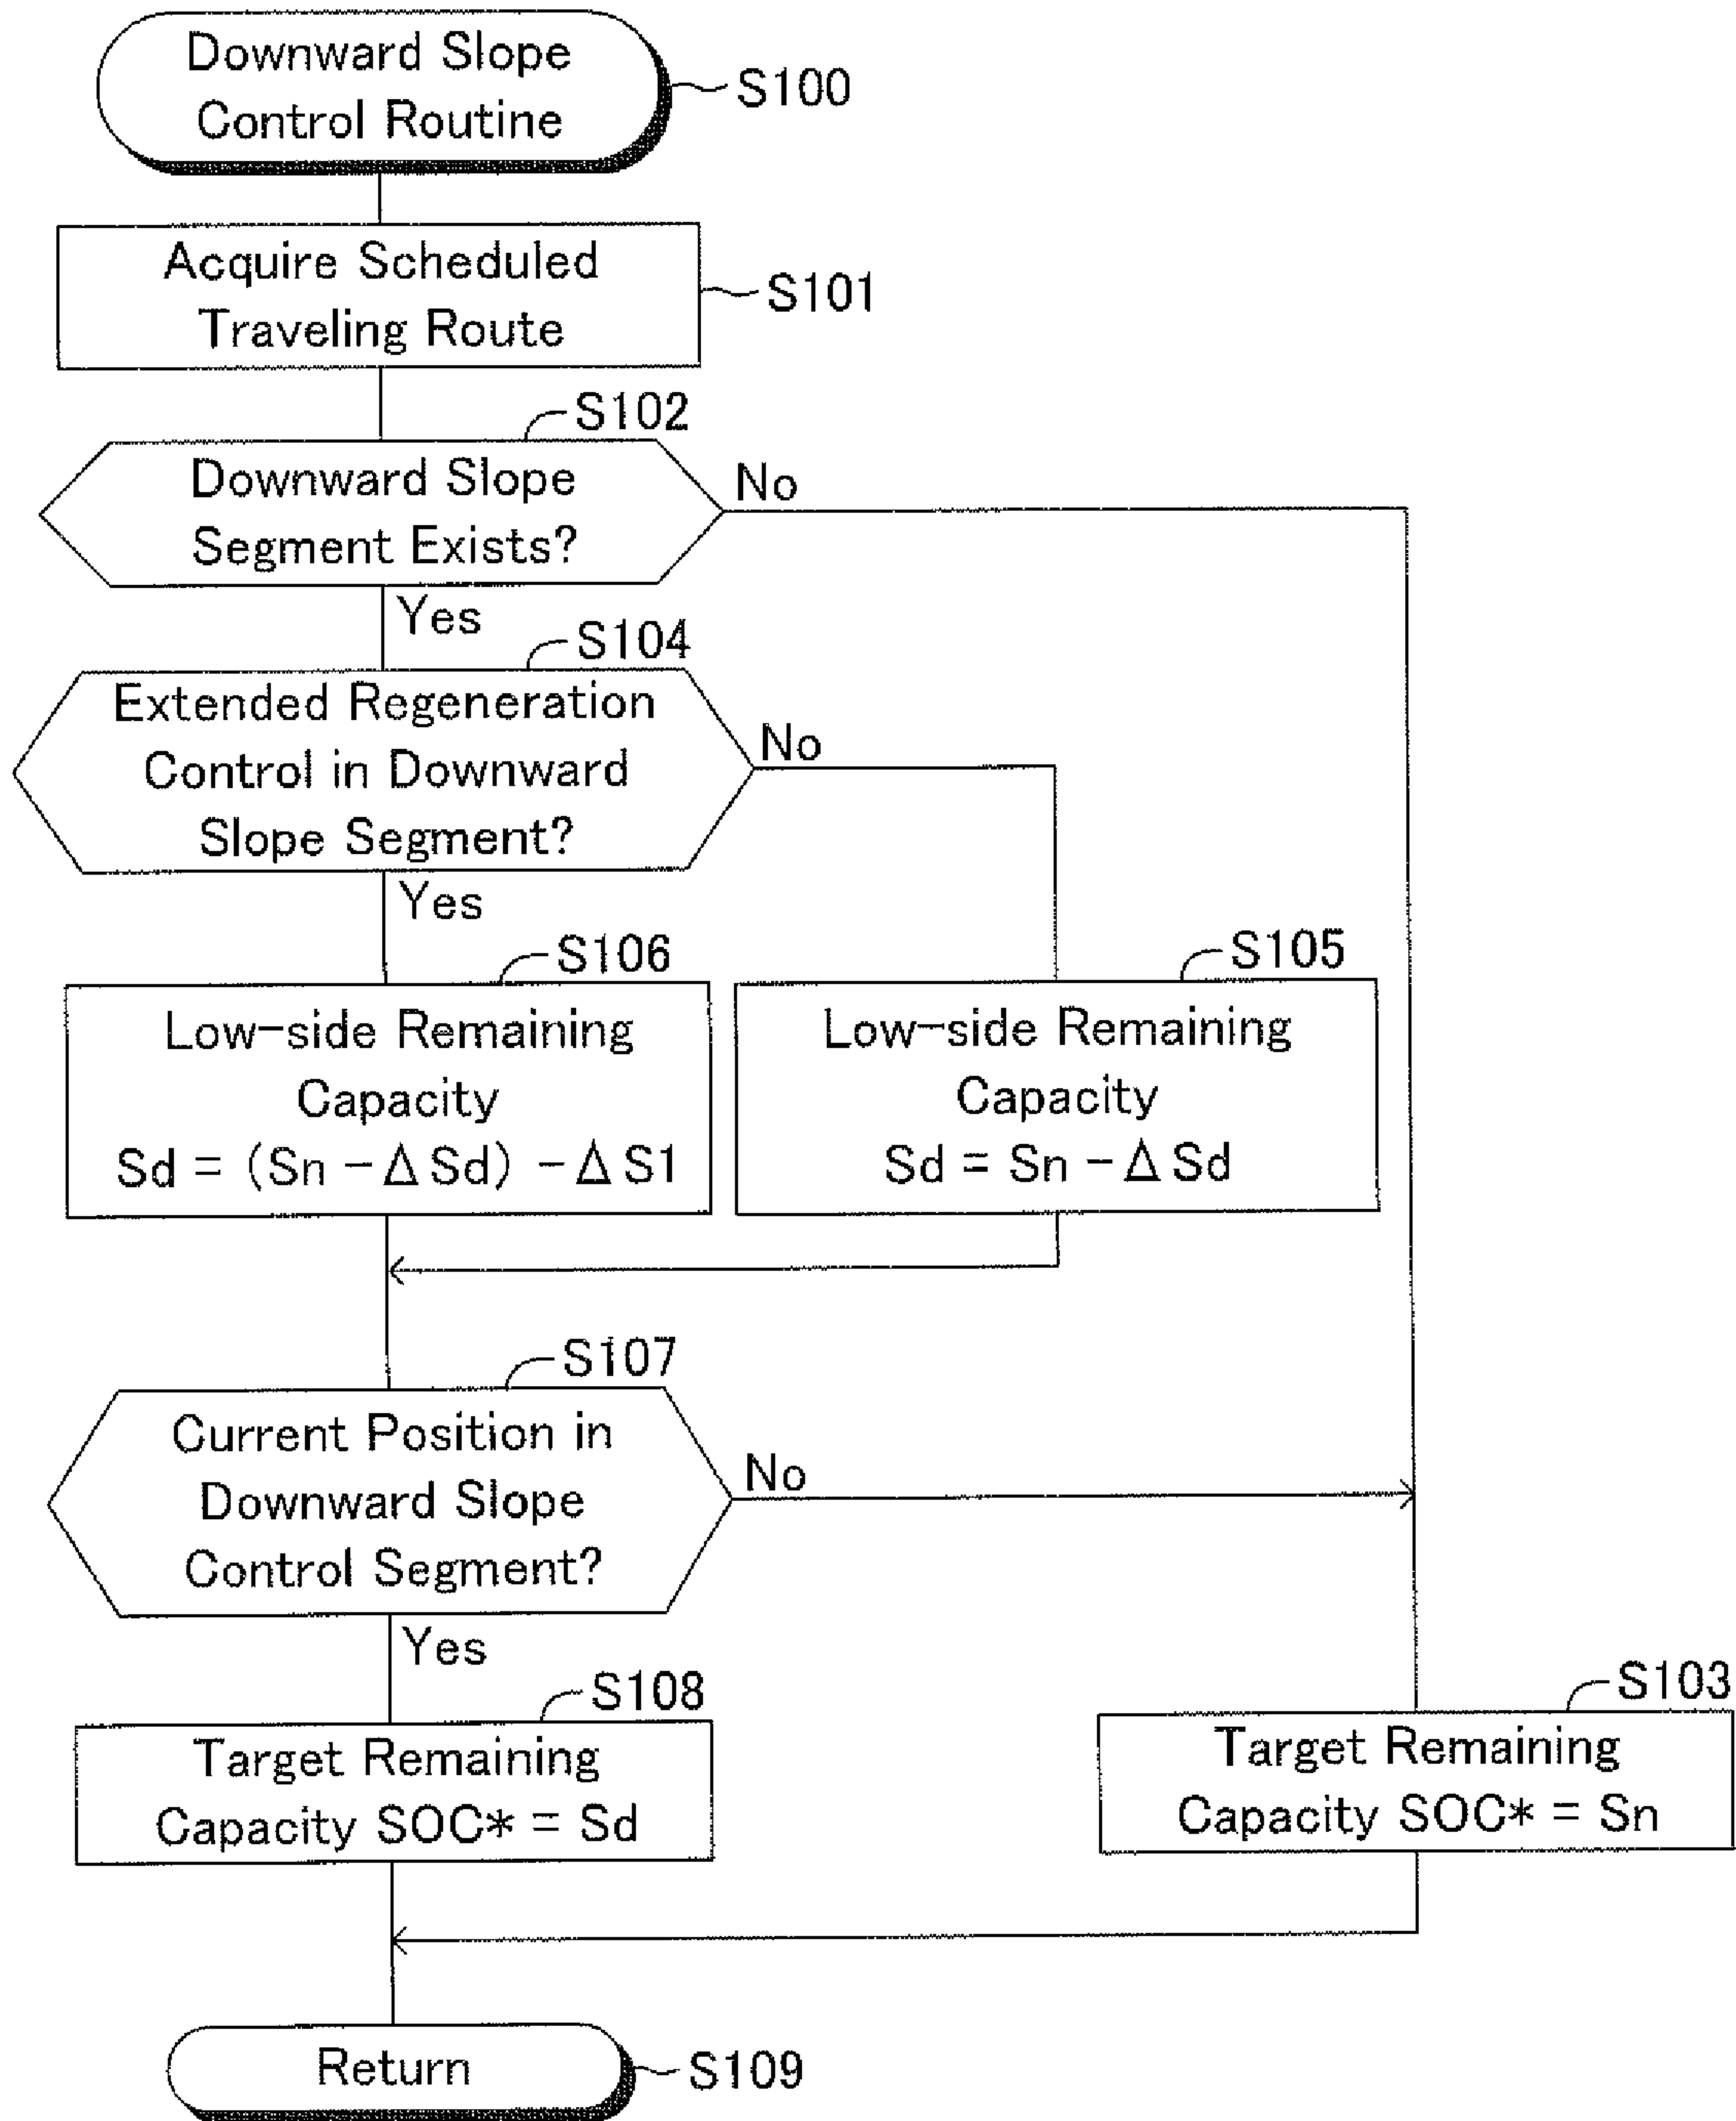 Downward Slope
Control Routine
S100
Acquire Scheduled
Traveling Route
S101
S102
Downward Slope
Segment Exists?
No
Yes
S104
Extended Regeneration
Control in Downward
Slope Segment?
No
Yes
S106
Low-side Remaining
Capacity
Sd = (Sn - Δ Sd) - Δ S1
S105
Low-side Remaining
Capacity
Sd = Sn - Δ Sd
S107
Current Position in
Downward Slope
Control Segment?
No
Yes
S108
Target Remaining
Capacity SOC* = Sd
S103
Target Remaining
Capacity SOC* = Sn
Return
S109